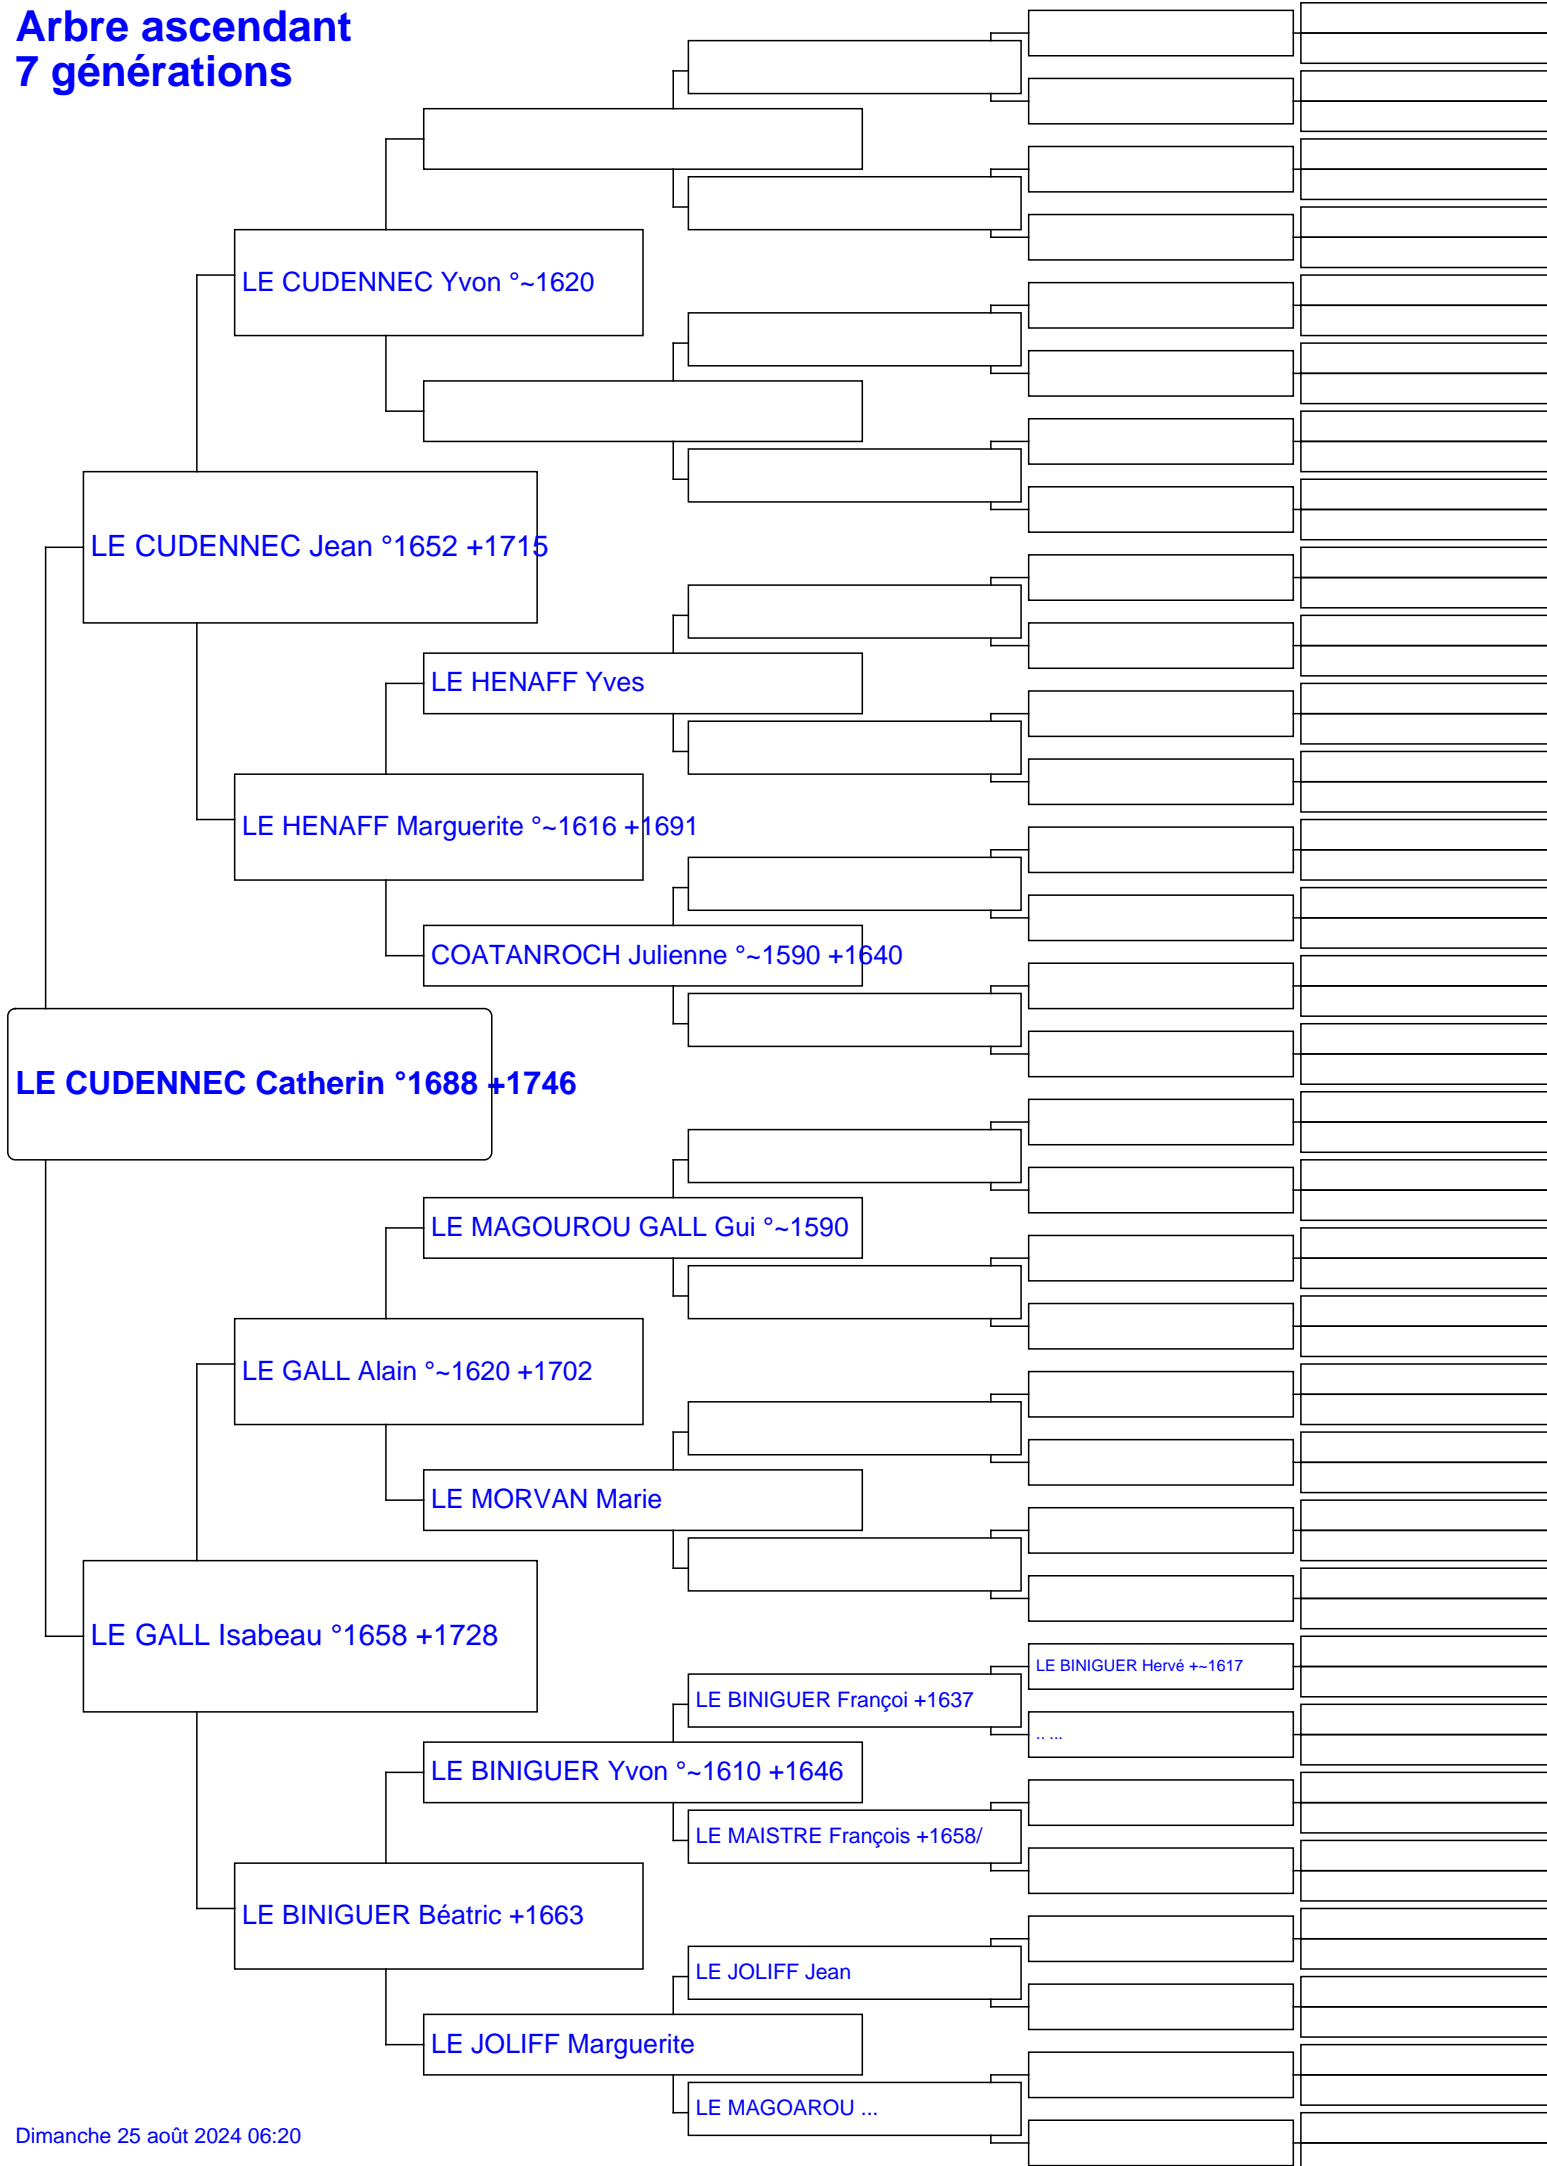 Arbre ascendant
7 générations
LE CUDENNEC Yvon °~1620
LE CUDENNEC Jean °1652 +1715
LE HENAFF Yves
LE HENAFF Marguerite °~1616 +1691
COATANROCH Julienne °~1590 +1640
LE CUDENNEC Catherin °1688 +1746
LE MAGOUROU GALL Gui °~1590
LE GALL Alain °~1620 +1702
LE MORVAN Marie
LE GALL Isabeau °1658 +1728
LE BINIGUER Hervé +~1617
LE BINIGUER Françoi +1637
.. ...
LE BINIGUER Yvon °~1610 +1646
LE MAISTRE François +1658/
LE BINIGUER Béatric +1663
LE JOLIFF Jean
LE JOLIFF Marguerite
LE MAGOAROU ...
Dimanche 25 août 2024 06:20